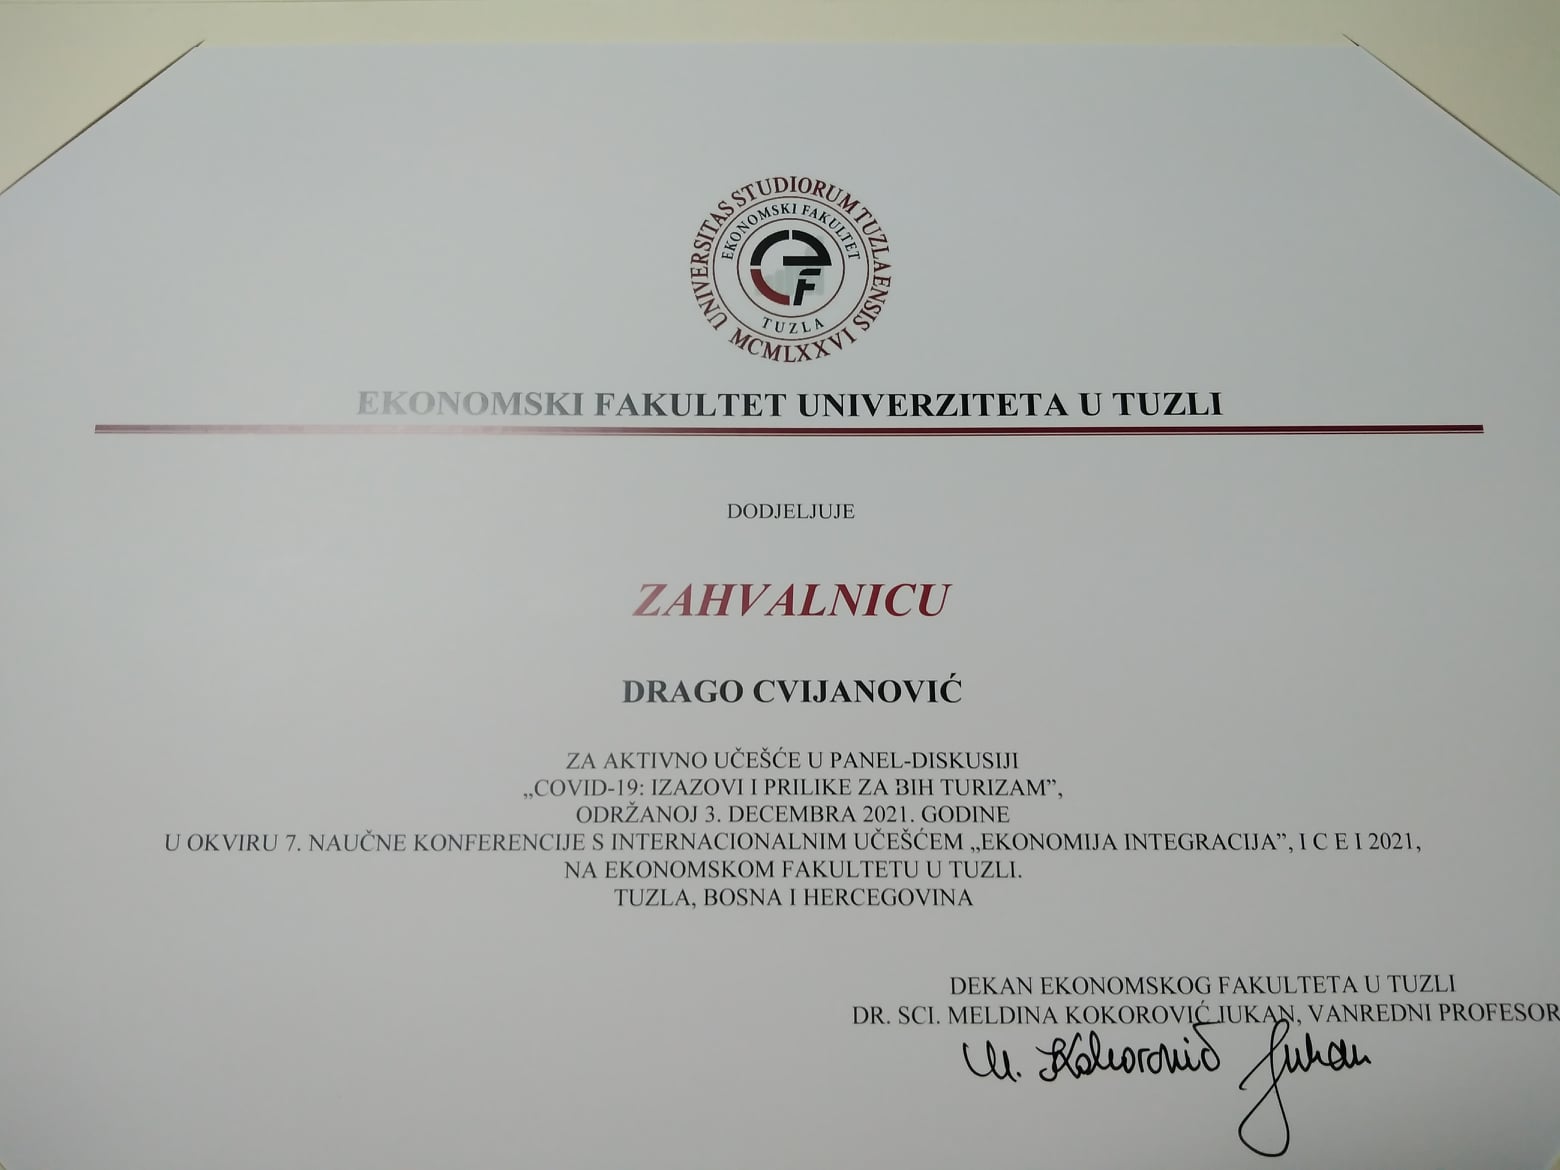 UNIVERSITAS STUDIORUM TUZLAENSIS
MCMLXXVI
EKONOMSKI FAKULTET
TUZLA
eF
EKONOMSKI FAKULTET UNIVERZITETA U TUZLI
DODJELJUJE
ZAHVALNICU
DRAGO CVIJANOVIĆ
ZA AKTIVNO UČEŠĆE U PANEL-DISKUSIJI
„COVID-19: IZAZOVI I PRILIKE ZA BIH TURIZAM”,
ODRŽANOJ 3. DECEMBRA 2021. GODINE
U OKVIRU 7. NAUČNE KONFERENCIJE S INTERNACIONALNIM UČEŠĆEM „EKONOMIJA INTEGRACIJA”, I C E I 2021,
NA EKONOMSKOM FAKULTETU U TUZLI.
TUZLA, BOSNA I HERCEGOVINA
DEKAN EKONOMSKOG FAKULTETA U TUZLI
DR. SCI. MELDINA KOKOROVIĆ JUKAN, VANREDNI PROFESOR
M. Kokorović Jukan